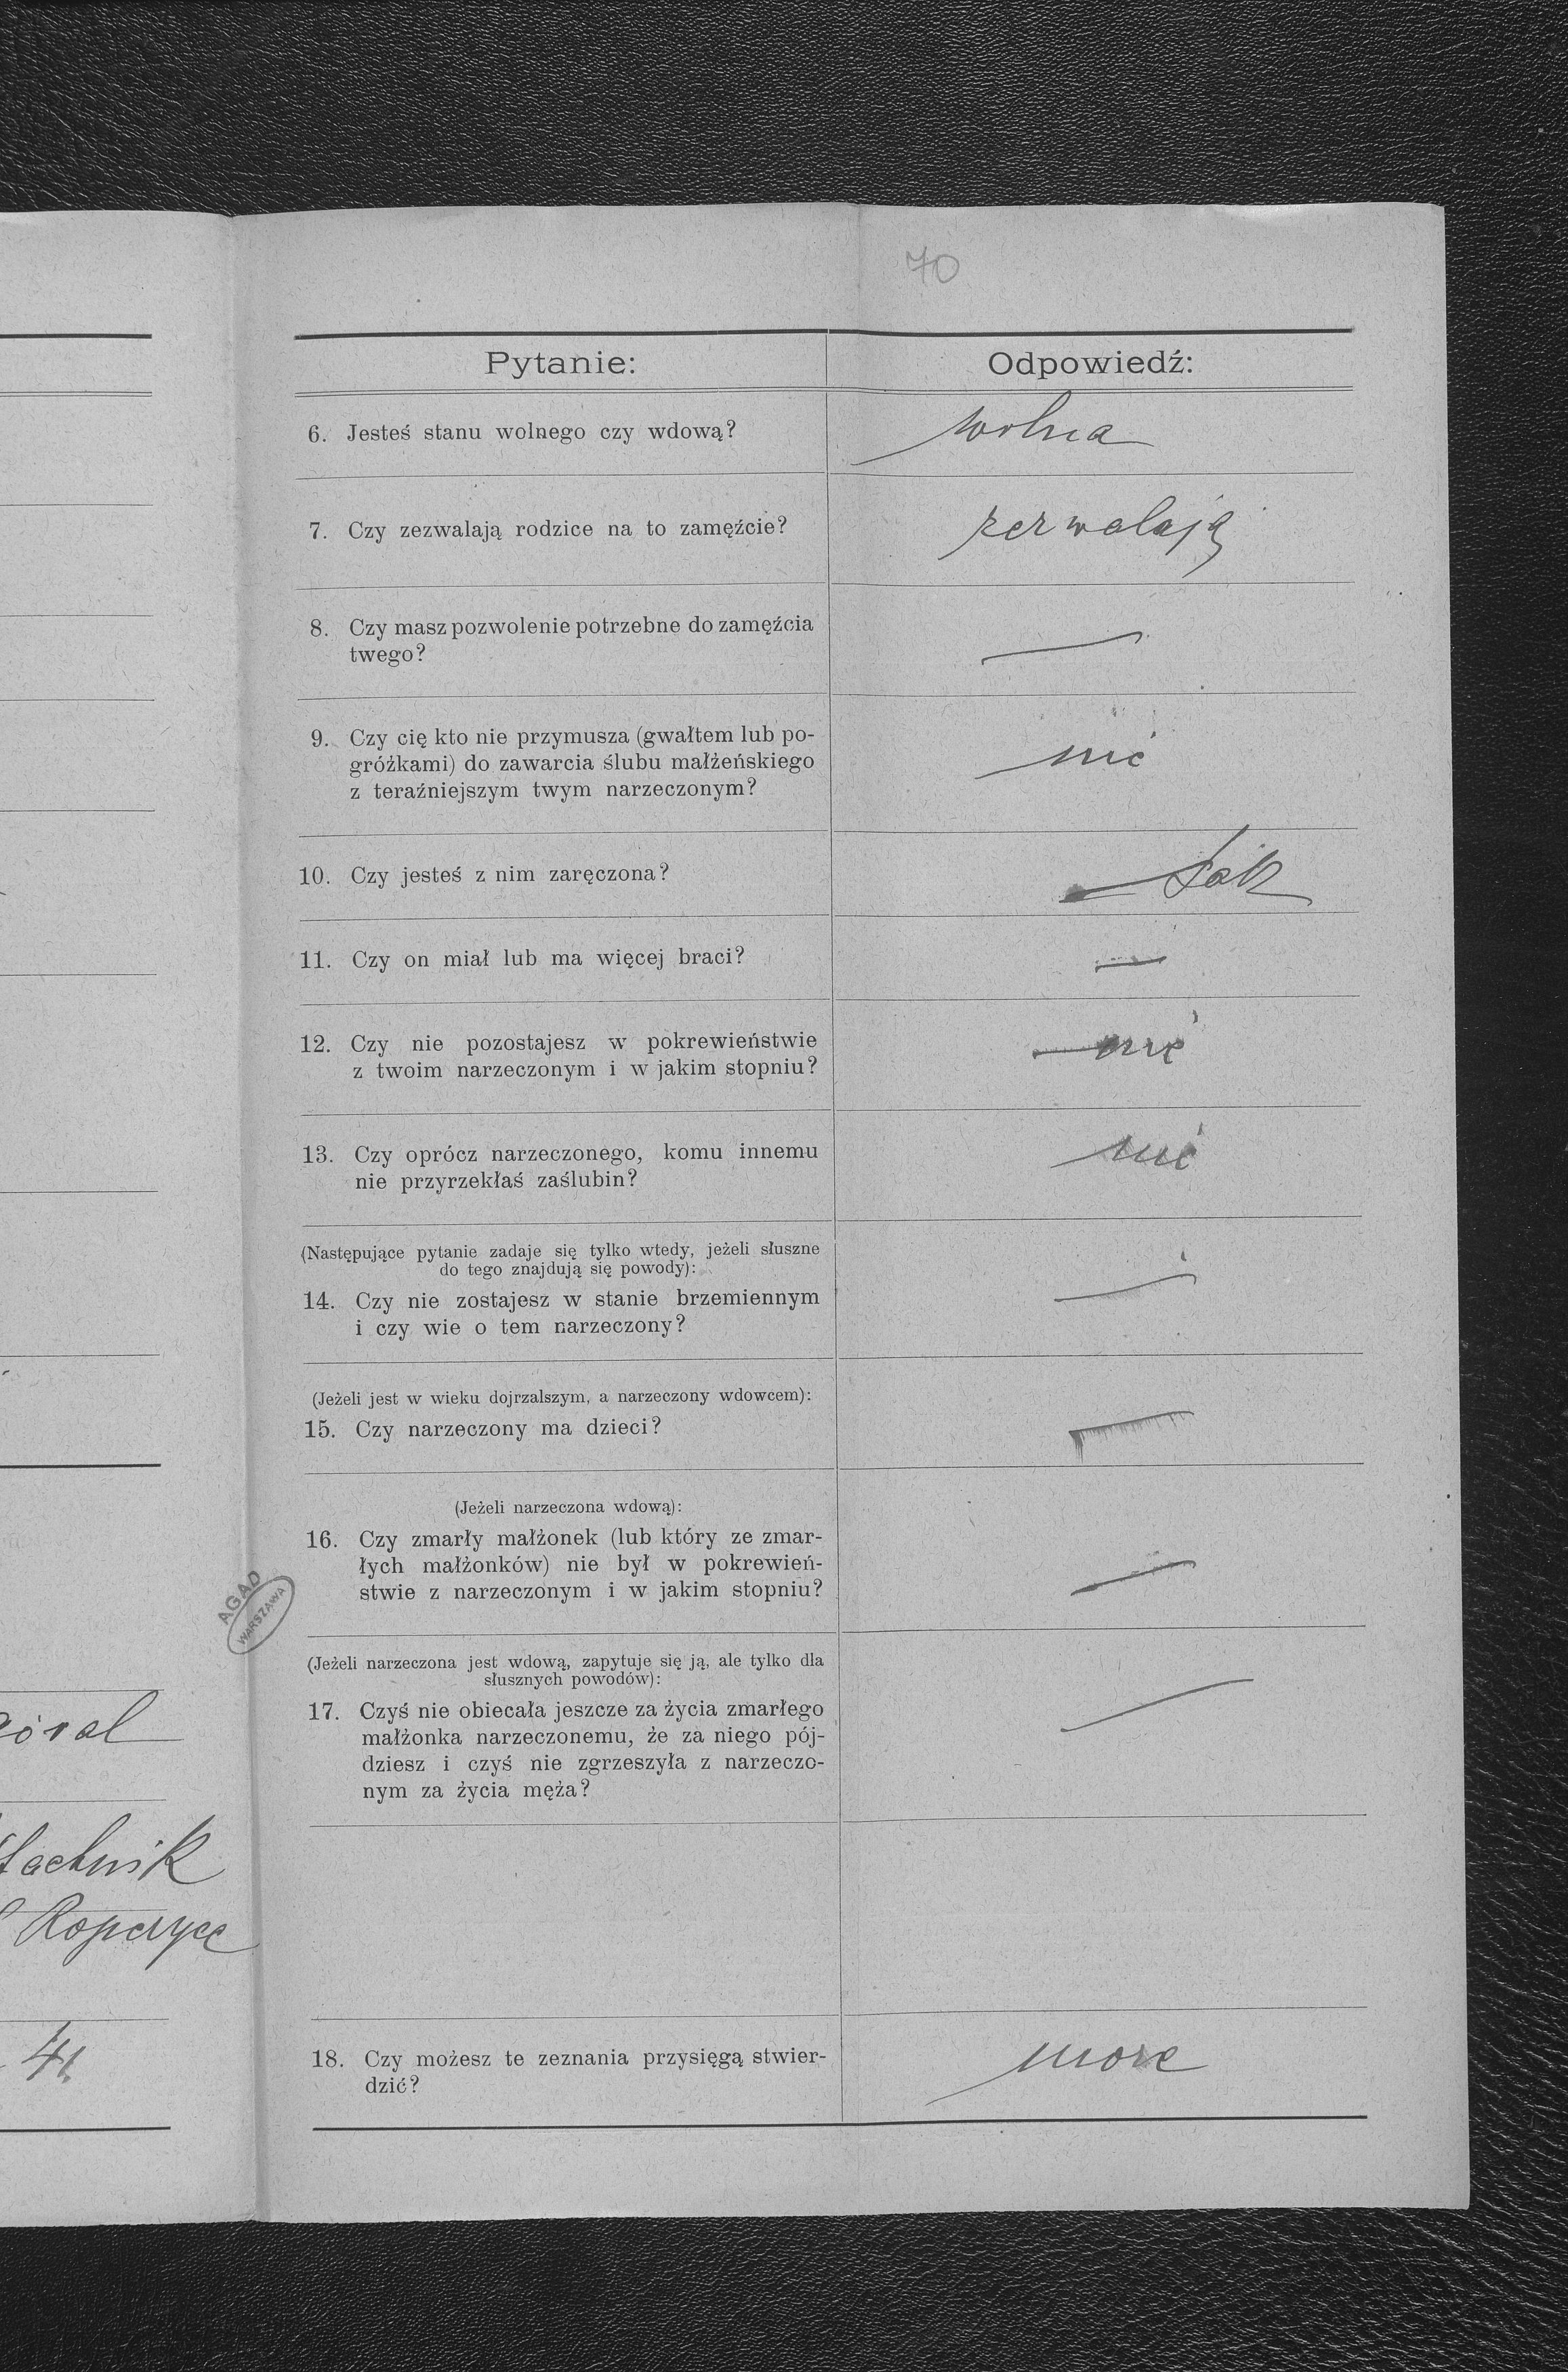 70
Pytanie:
Odpowiedź:
6. Jesteś stanu wolnego czy wdową?
wolna
7. Czy zezwalają rodzice na to zamęźcie?
zezwalają
8. Czy masz pozwolenie potrzebne do zamęźcia
twego?
—
9. Czy cię kto nie przymusza (gwałtem lub po-
gróżkami) do zawarcia ślubu małżeńskiego
z teraźniejszym twym narzeczonym?
nie
10. Czy jesteś z nim zaręczona?
tak
11. Czy on miał lub ma więcej braci?
—
12. Czy nie pozostajesz w pokrewieństwie
z twoim narzeczonym i w jakim stopniu?
nie
13. Czy oprócz narzeczonego, komu innemu
nie przyrzekłaś zaślubin?
nie
(Następujące pytanie zadaje się tylko wtedy, jeżeli słuszne
do tego znajdują się powody):
14. Czy nie zostajesz w stanie brzemiennym
i czy wie o tem narzeczony?
—
(Jeżeli jest w wieku dojrzalszym, a narzeczony wdowcem):
15. Czy narzeczony ma dzieci?
—
(Jeżeli narzeczona wdową):
16. Czy zmarły małżonek (lub który ze zmar-
łych małżonków) nie był w pokrewień-
stwie z narzeczonym i w jakim stopniu?
—
(Jeżeli narzeczona jest wdową, zapytuje się ją, ale tylko dla
słusznych powodów):
17. Czyś nie obiecała jeszcze za życia zmarłego
małżonka narzeczonemu, że za niego pój-
dziesz i czyś nie zgrzeszyła z narzeczo-
nym za życia męża?
—
18. Czy możesz te zeznania przysięgą stwier-
dzić?
może
AGAD
WARSZAWA
Ropczyce
41